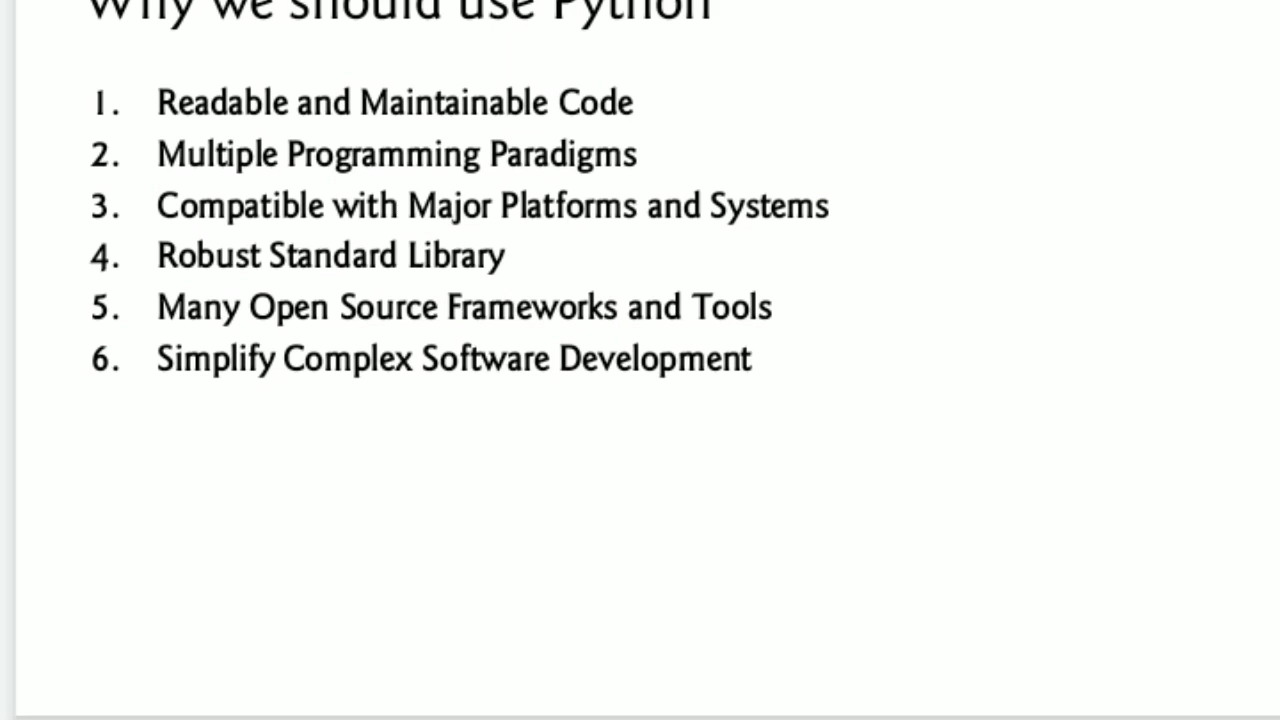 Why we should use Python
1. Readable and Maintainable Code
2. Multiple Programming Paradigms
3. Compatible with Major Platforms and Systems
4. Robust Standard Library
5. Many Open Source Frameworks and Tools
6. Simplify Complex Software Development